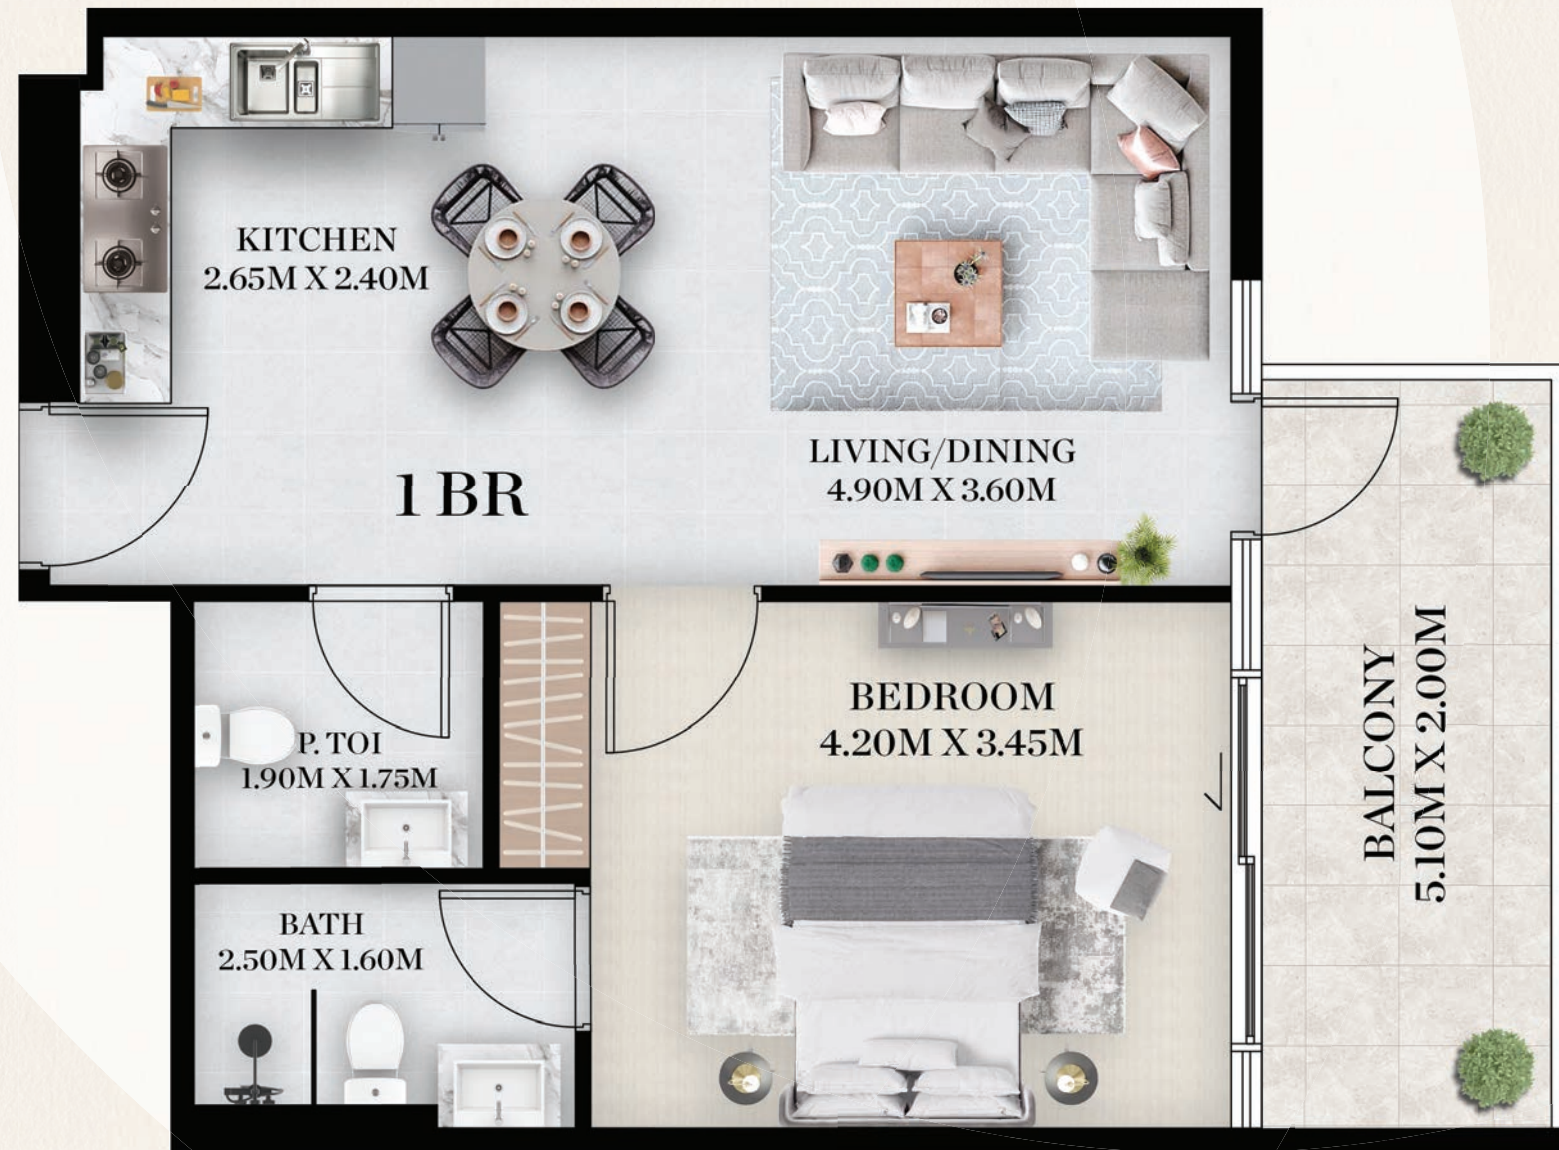 KITCHEN
2.65M X 2.40M
1 BR
LIVING/DINING
4.90M X 3.60M
P. TOI
1.90M X 1.75M
BEDROOM
4.20M X 3.45M
BALCONY
5.10M X 2.00M
BATH
2.50M X 1.60M